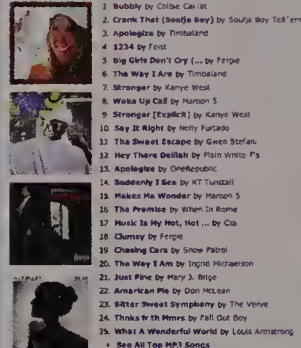 1. Bubbly by Colbie Caillat
2. Crank That (Soulja Boy) by Soulja Boy Tell'em
3. Apologize by Timbaland
4. 1234 by Feist
5. Big Girls Don't Cry (... by Fergie
6. The Way I Are by Timbaland
7. Stronger by Kanye West
8. Wake Up Call by Maroon 5
9. Stronger [Explicit] by Kanye West
10. Say It Right by Nelly Furtado
11. The Sweet Escape by Gwen Stefani
12. Hey There Delilah by Plain White T's
13. Apologize by OneRepublic
14. Suddenly I See by KT Tunstall
15. Makes Me Wonder by Maroon 5
16. The Promise by When In Rome
17. Music Is My Hot, Hot ... by Css
18. Clumsy by Fergie
19. Chasing Cars by Snow Patrol
20. The Way I Am by Ingrid Michaelson
21. Just Fine by Mary J. Blige
22. American Pie by Don McLean
23. Bitter Sweet Symphony by The Verve
24. Thnks fr th Mmrs by Fall Out Boy
25. What A Wonderful World by Louis Armstrong
• See All Top MP3 Songs